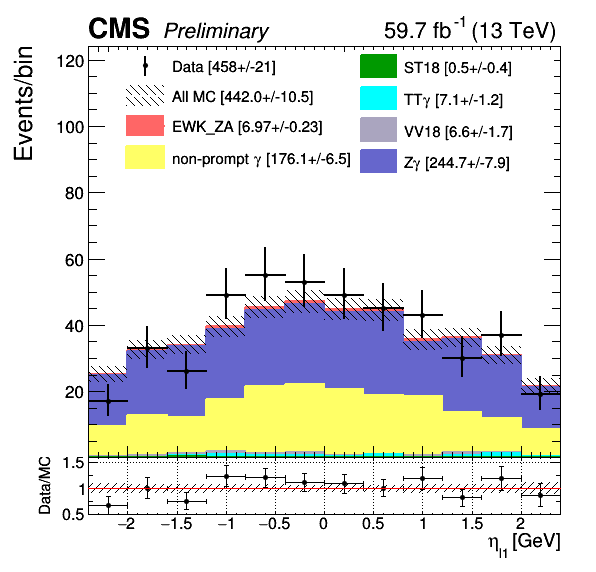 CMS Preliminary 59.7 fb⁻¹ (13 TeV)
Events/bin
120
100
80
60
40
20
Data [458+/-21]
All MC [442.0+/-10.5]
EWK_ZA [6.97+/-0.23]
non-prompt γ [176.1+/-6.5]
ST18 [0.5+/-0.4]
TTγ [7.1+/-1.2]
VV18 [6.6+/-1.7]
Zγ [244.7+/-7.9]
Data/MC
1.5
1
0.5
−2 −1.5 −1 −0.5 0 0.5 1 1.5 2
η_l1 [GeV]